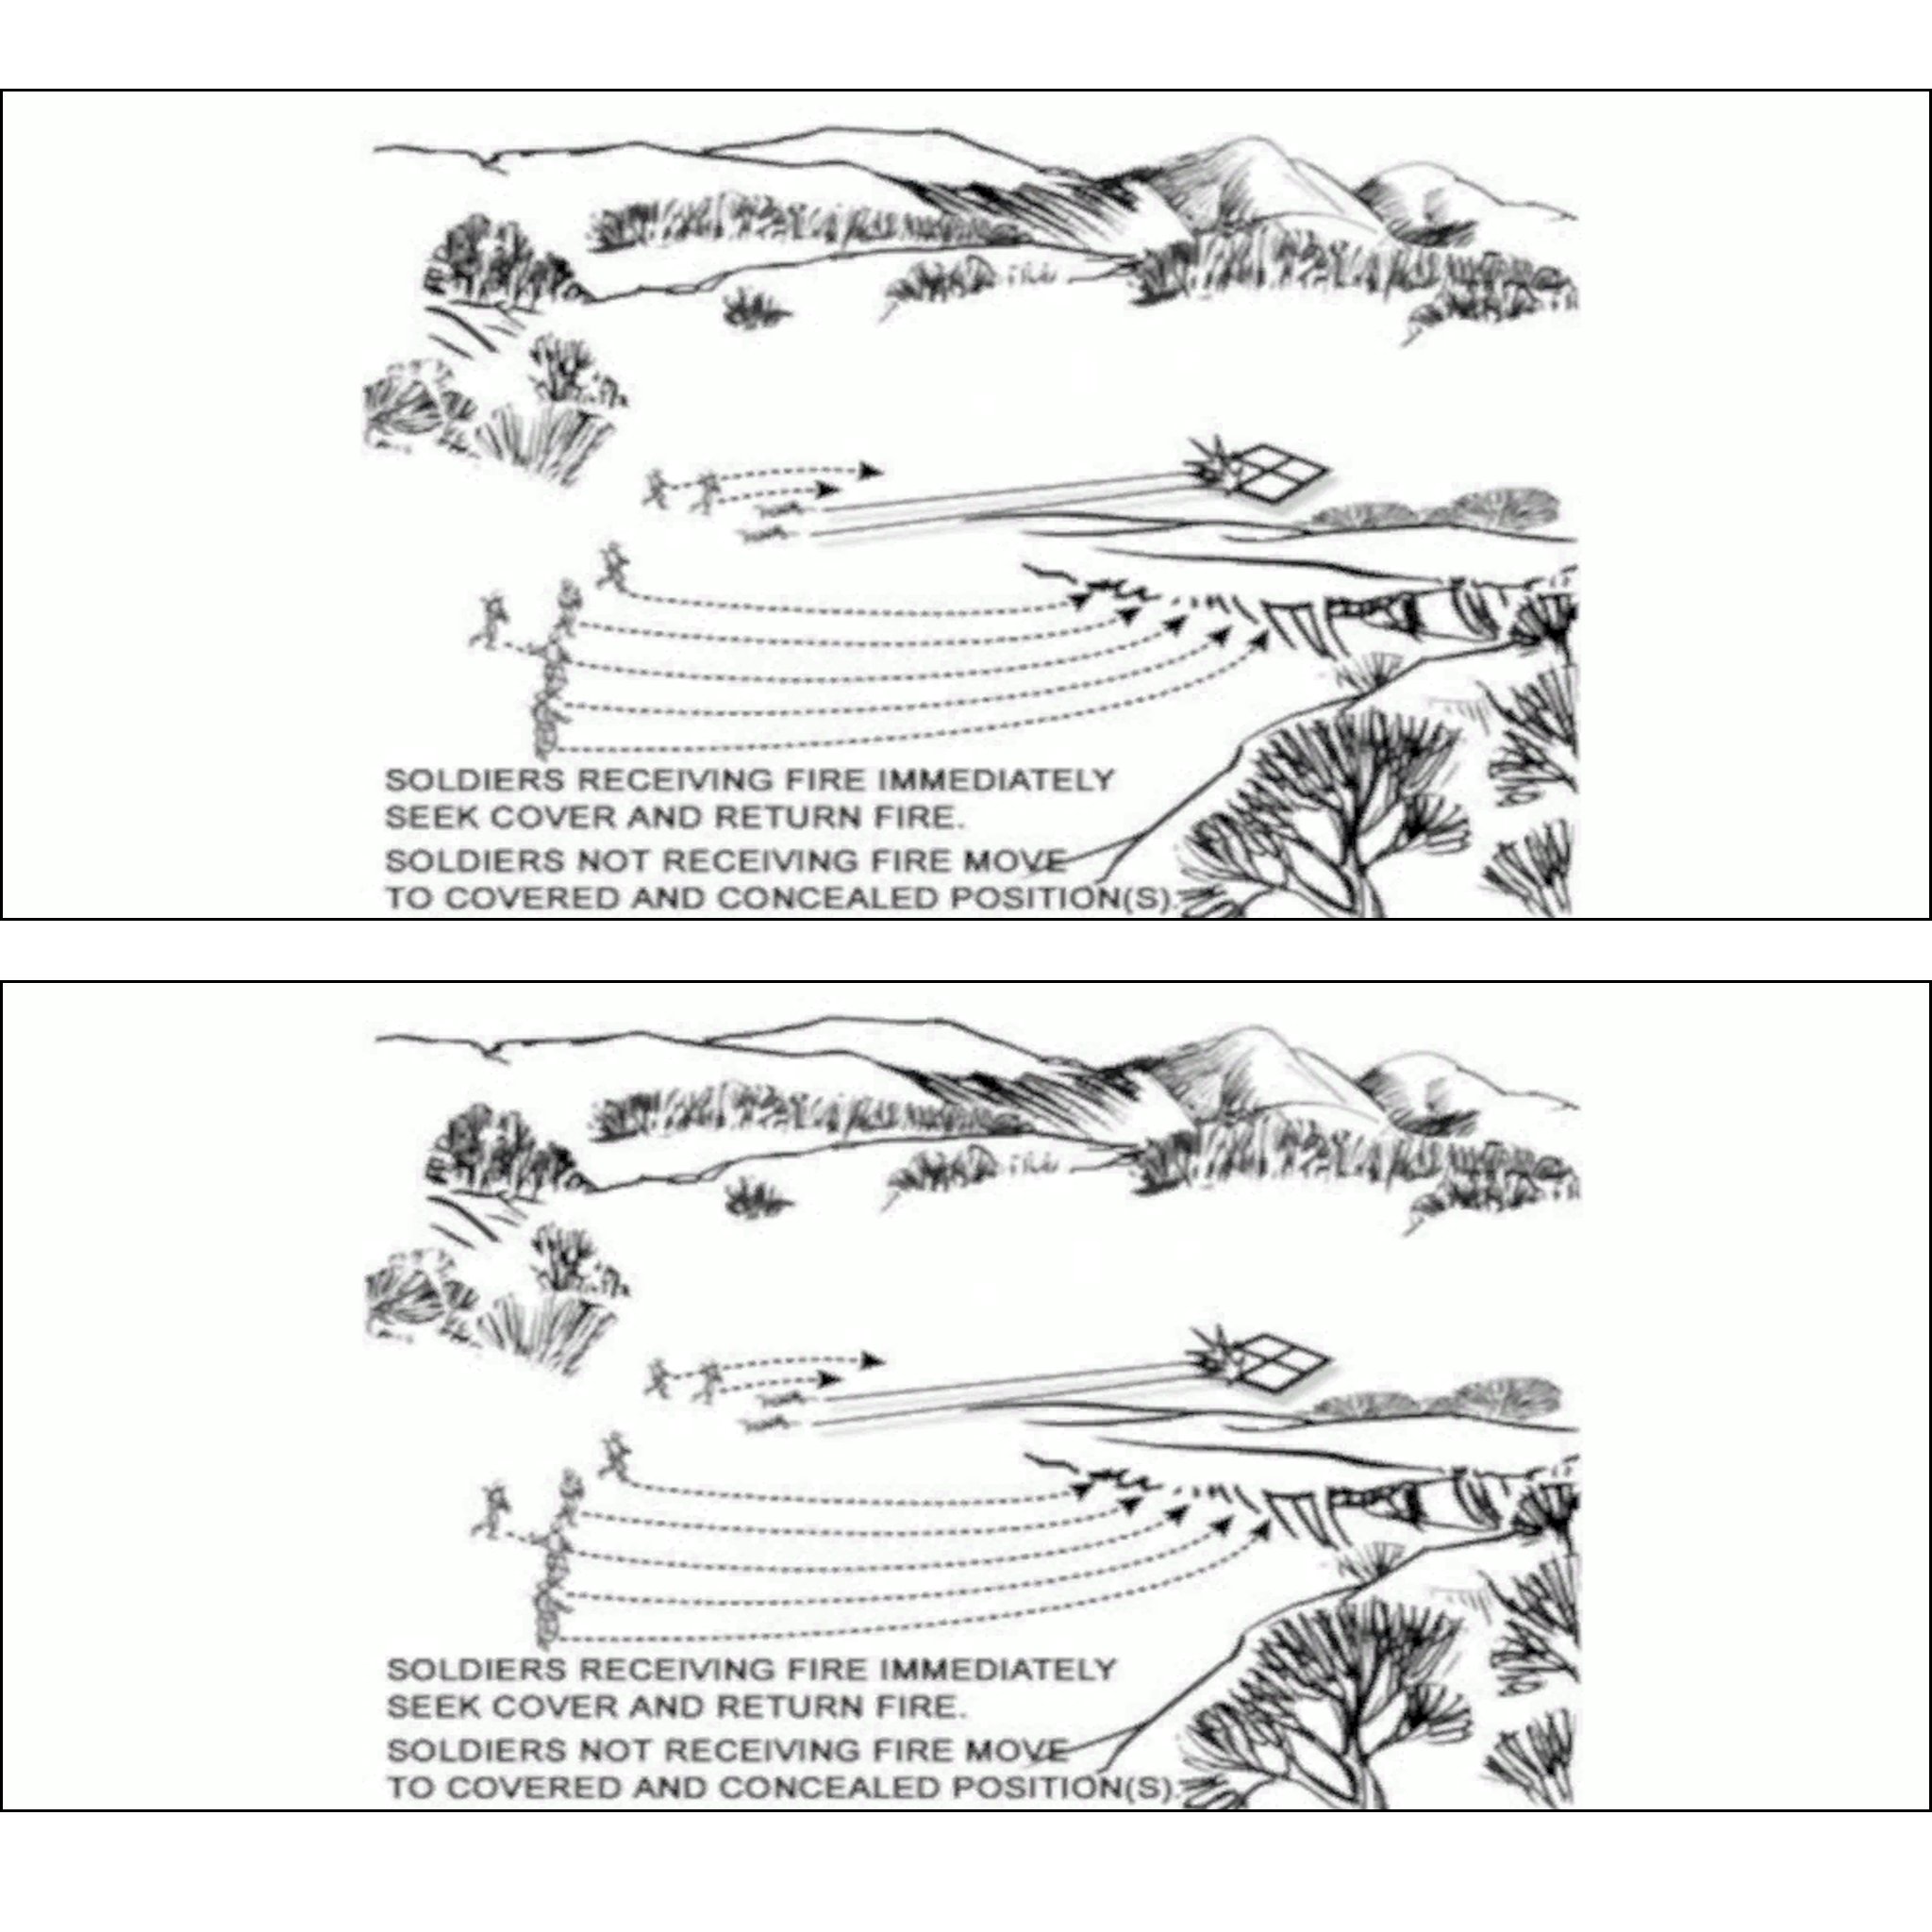 SOLDIERS RECEIVING FIRE IMMEDIATELY
SEEK COVER AND RETURN FIRE.
SOLDIERS NOT RECEIVING FIRE MOVE
TO COVERED AND CONCEALED POSITION(S).
SOLDIERS RECEIVING FIRE IMMEDIATELY
SEEK COVER AND RETURN FIRE.
SOLDIERS NOT RECEIVING FIRE MOVE
TO COVERED AND CONCEALED POSITION(S).